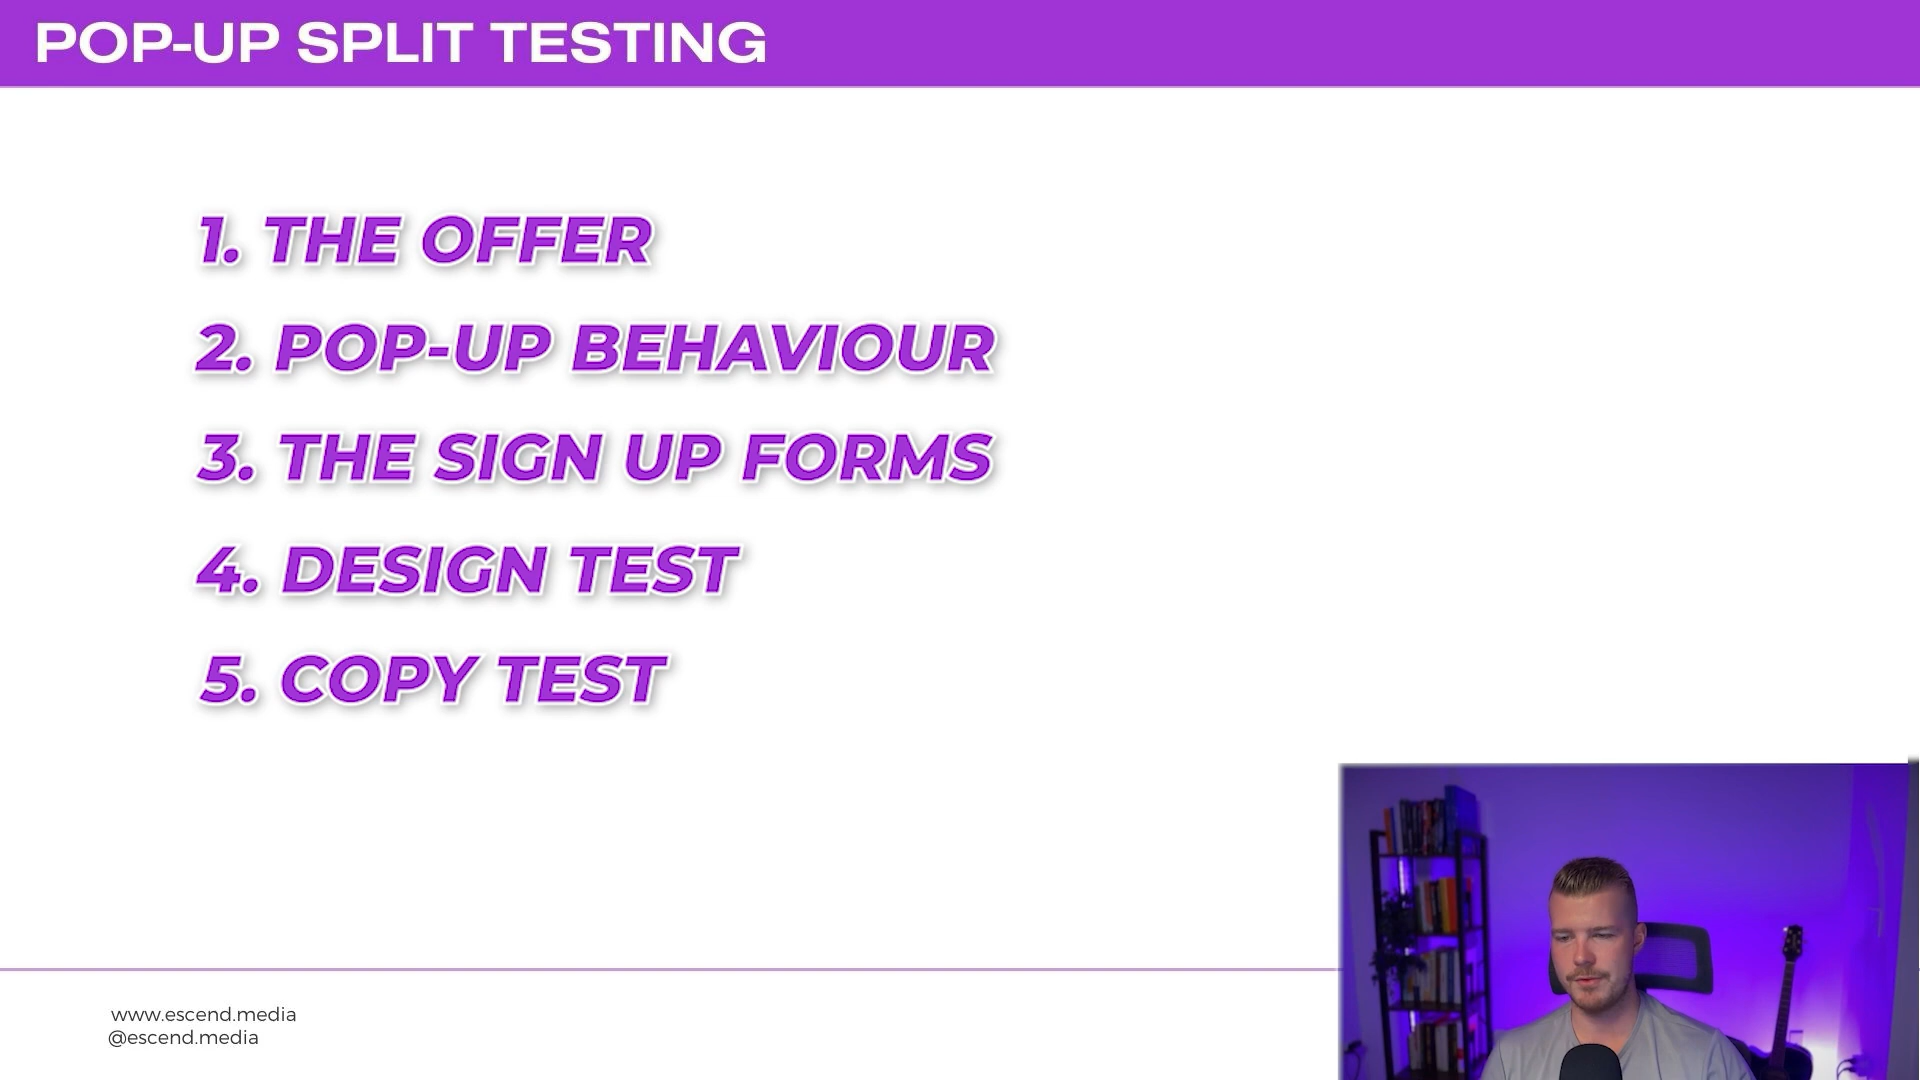 POP-UP SPLIT TESTING
1. THE OFFER
2. POP-UP BEHAVIOUR
3. THE SIGN UP FORMS
4. DESIGN TEST
5. COPY TEST
www.escend.media
@escend.media